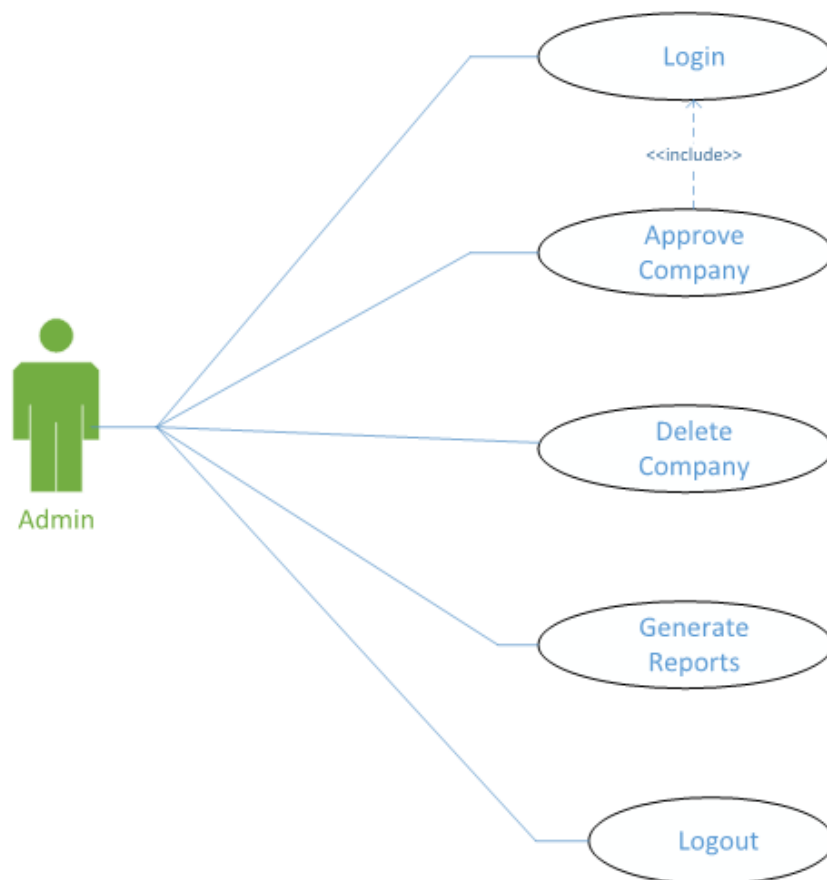 Login
<<include>>
Approve
Company
Admin
Delete
Company
Generate
Reports
Logout